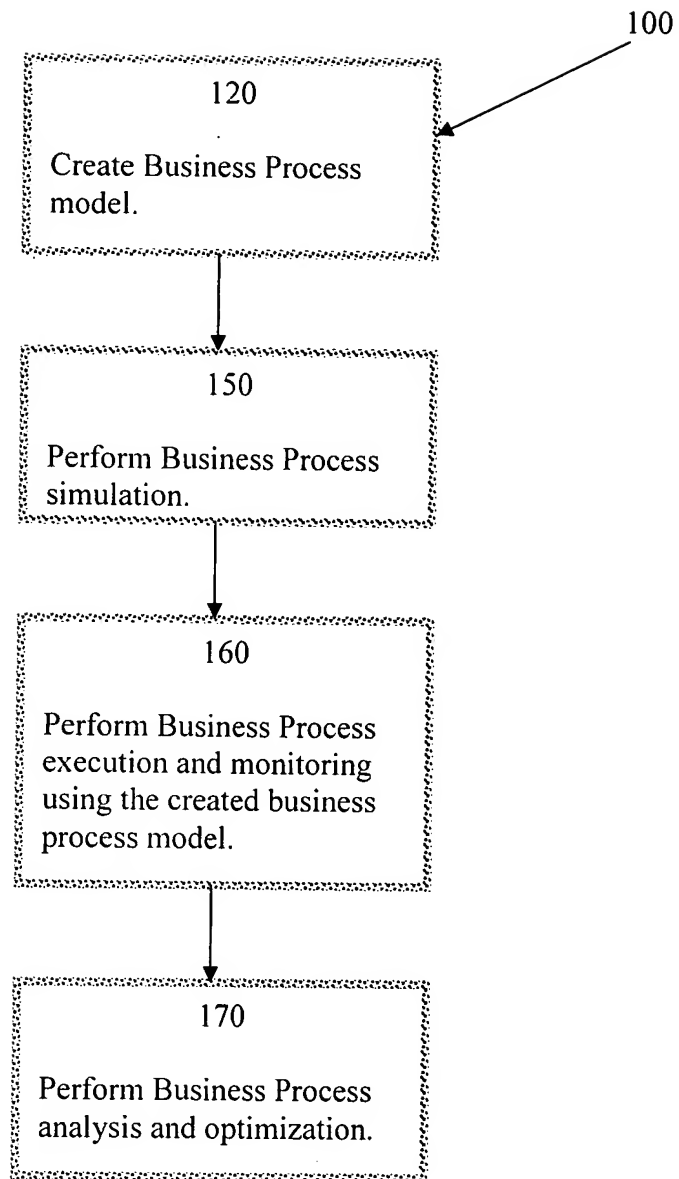 100
120
Create Business Process
model.
150
Perform Business Process
simulation.
160
Perform Business Process
execution and monitoring
using the created business
process model.
170
Perform Business Process
analysis and optimization.